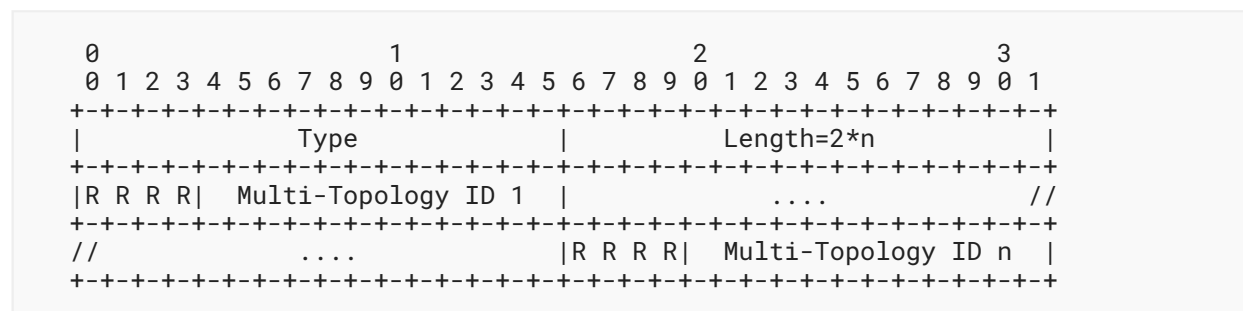 0                   1                   2                   3
 0 1 2 3 4 5 6 7 8 9 0 1 2 3 4 5 6 7 8 9 0 1 2 3 4 5 6 7 8 9 0 1
+-+-+-+-+-+-+-+-+-+-+-+-+-+-+-+-+-+-+-+-+-+-+-+-+-+-+-+-+-+-+-+-+
|              Type             |          Length=2*n           |
+-+-+-+-+-+-+-+-+-+-+-+-+-+-+-+-+-+-+-+-+-+-+-+-+-+-+-+-+-+-+-+-+
|R R R R|  Multi-Topology ID 1  |             ....             //
+-+-+-+-+-+-+-+-+-+-+-+-+-+-+-+-+-+-+-+-+-+-+-+-+-+-+-+-+-+-+-+-+
//             ....             |R R R R|  Multi-Topology ID n  |
+-+-+-+-+-+-+-+-+-+-+-+-+-+-+-+-+-+-+-+-+-+-+-+-+-+-+-+-+-+-+-+-+